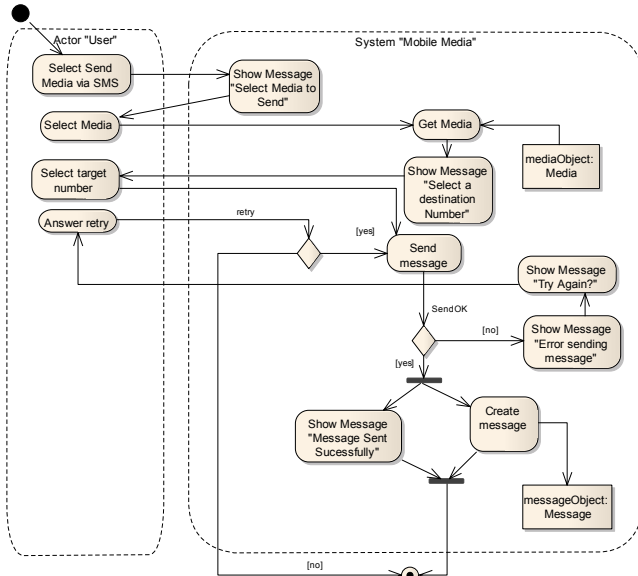 Actor "User"
System "Mobile Media"
Select Send
Media via SMS
Show Message
"Select Media to
Send"
Select Media
Get Media
mediaObject:
Media
Select target
number
Show Message
"Select a
destination
Number"
Answer retry
retry
[yes]
Send
message
Show Message
"Try Again?"
SendOK
[no]
Show Message
"Error sending
message"
[yes]
Show Message
"Message Sent
Sucessfully"
Create
message
messageObject:
Message
[no]